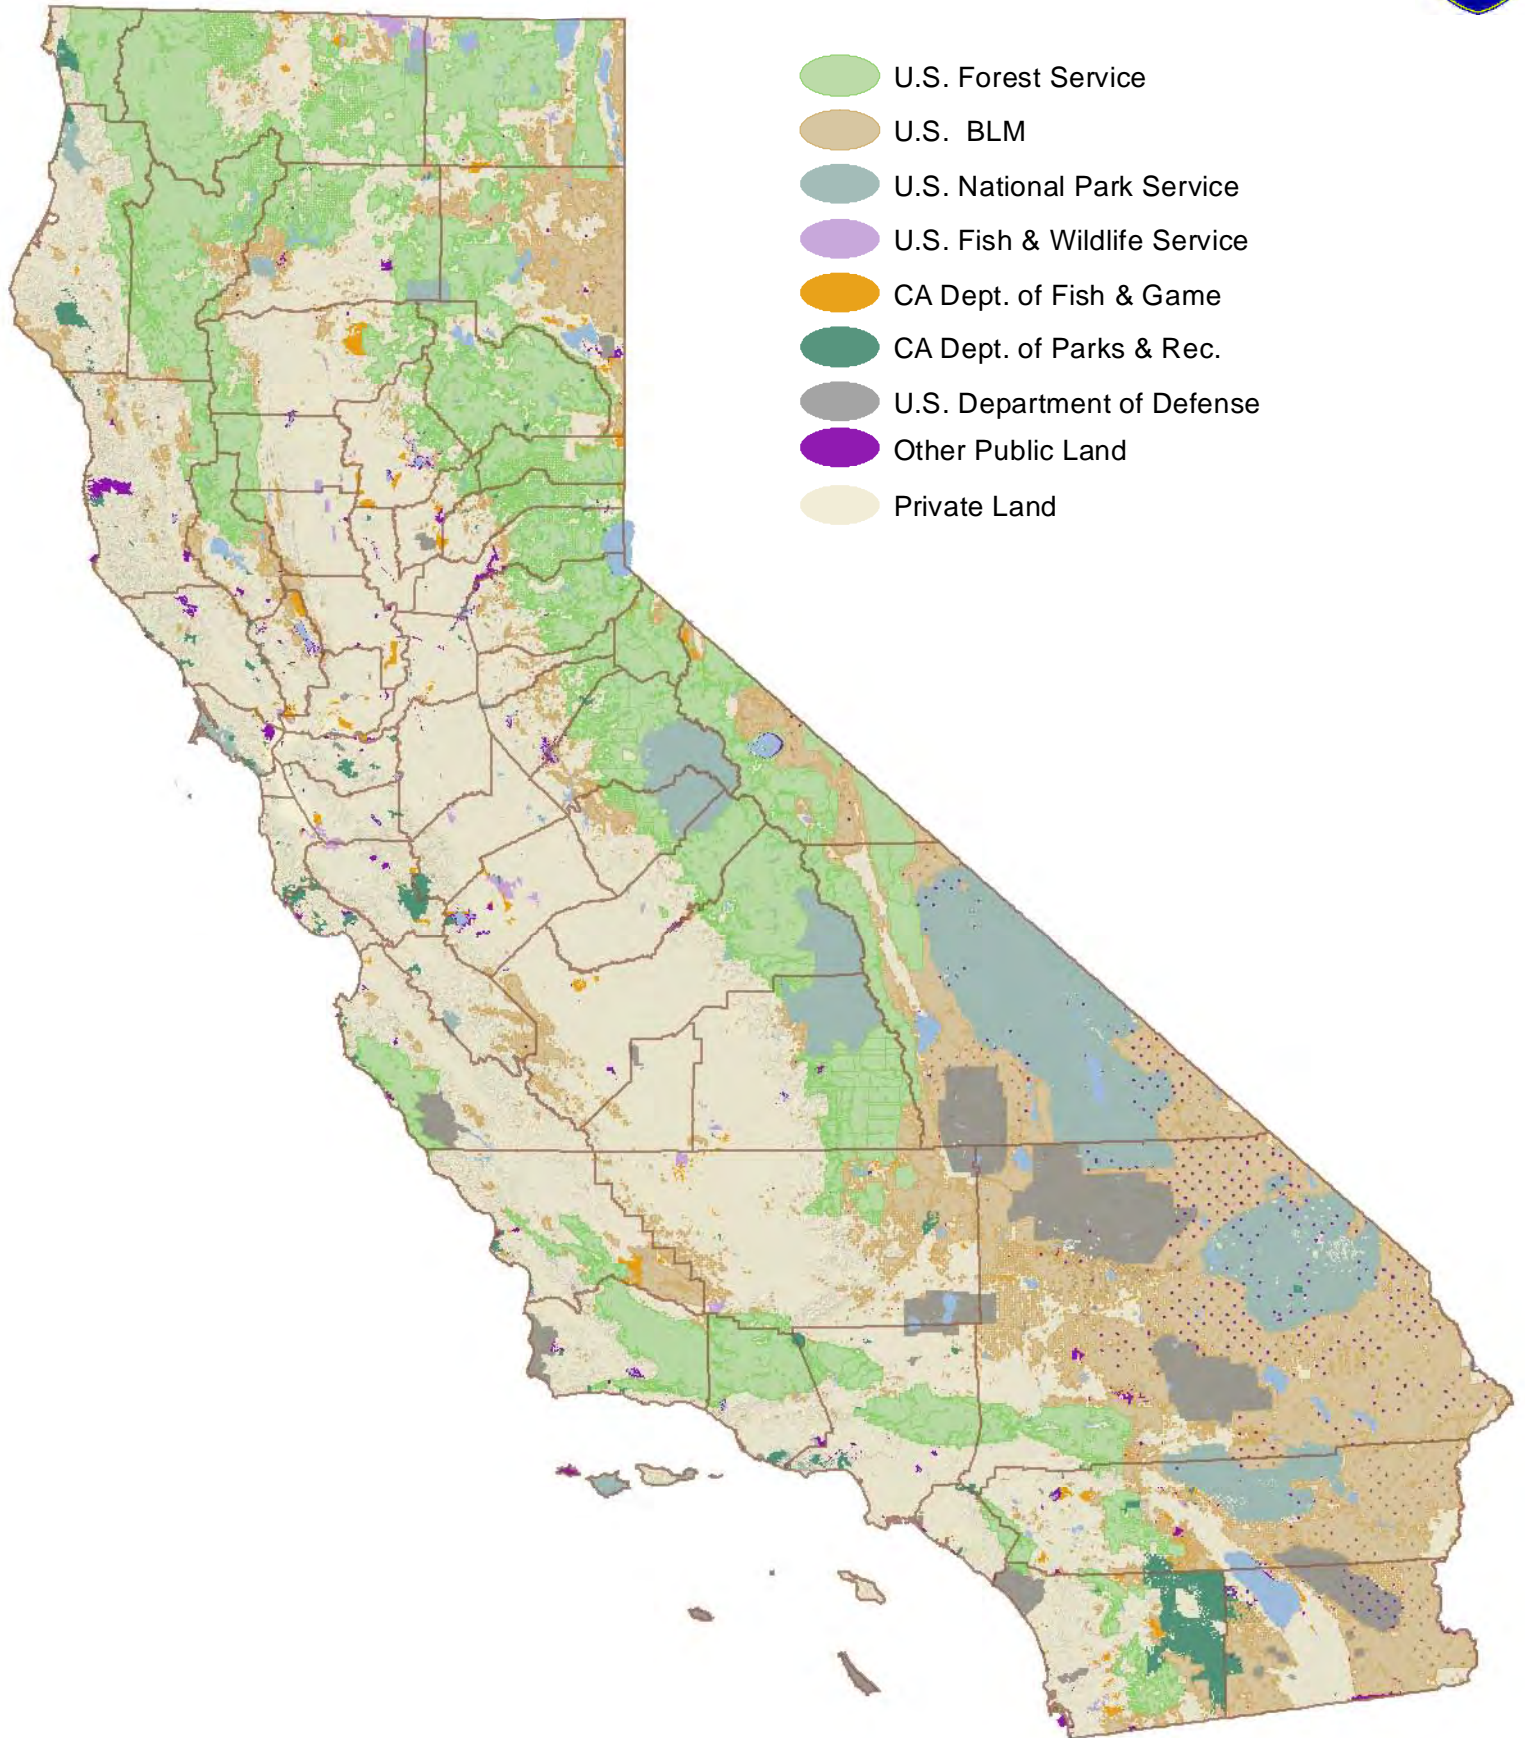 U.S. Forest Service
U.S. BLM
U.S. National Park Service
U.S. Fish & Wildlife Service
CA Dept. of Fish & Game
CA Dept. of Parks & Rec.
U.S. Department of Defense
Other Public Land
Private Land